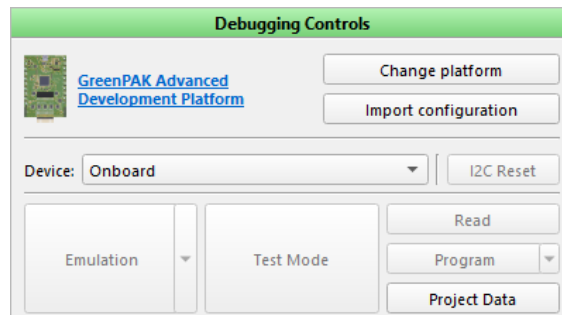 Debugging Controls
GreenPAK Advanced
Development Platform
Change platform
Import configuration
Device: Onboard
I2C Reset
Emulation
Test Mode
Read
Program
Project Data